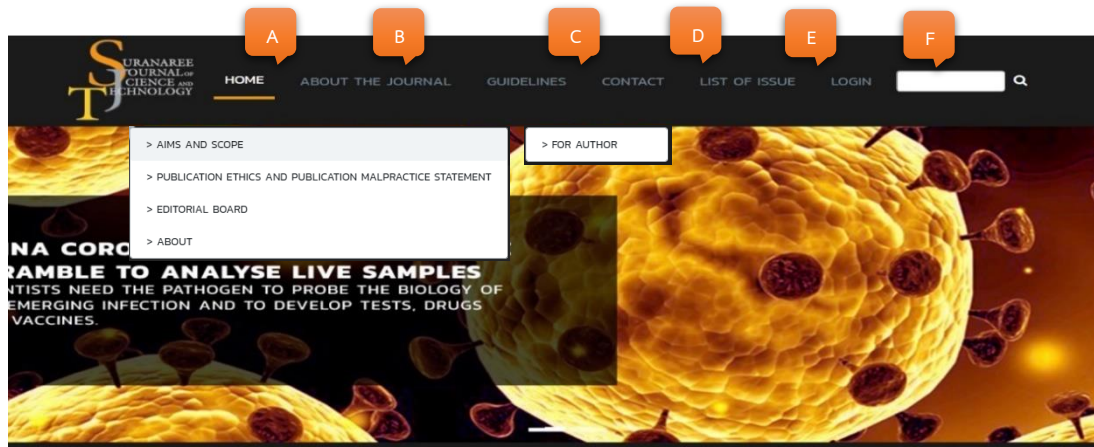 A B C D E F
SURANAREE
JOURNAL OF
SCIENCE AND
TECHNOLOGY
HOME ABOUT THE JOURNAL GUIDELINES CONTACT LIST OF ISSUE LOGIN
> AIMS AND SCOPE
> FOR AUTHOR
> PUBLICATION ETHICS AND PUBLICATION MALPRACTICE STATEMENT
> EDITORIAL BOARD
> ABOUT
NA CORO
RAMBLE TO ANALYSE LIVE SAMPLES
NTISTS NEED THE PATHOGEN TO PROBE THE BIOLOGY OF
EMERGING INFECTION AND TO DEVELOP TESTS, DRUGS
VACCINES.